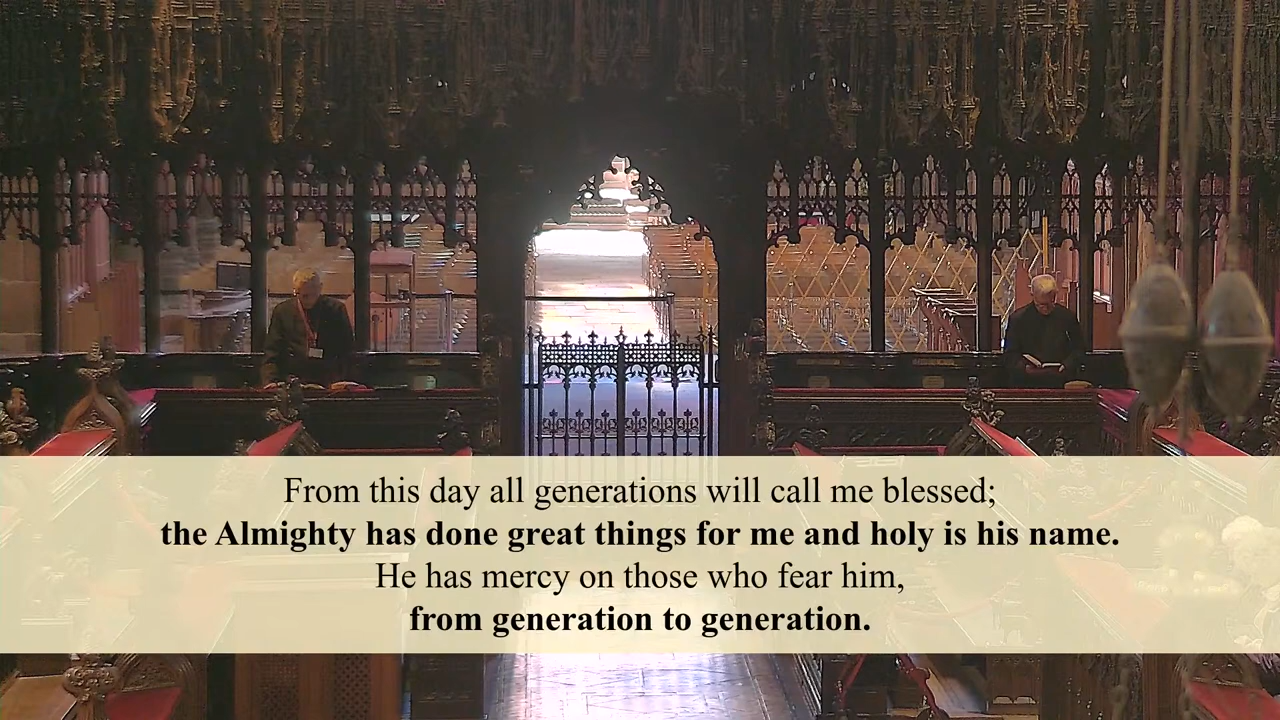 From this day all generations will call me blessed;
the Almighty has done great things for me and holy is his name.
He has mercy on those who fear him,
from generation to generation.